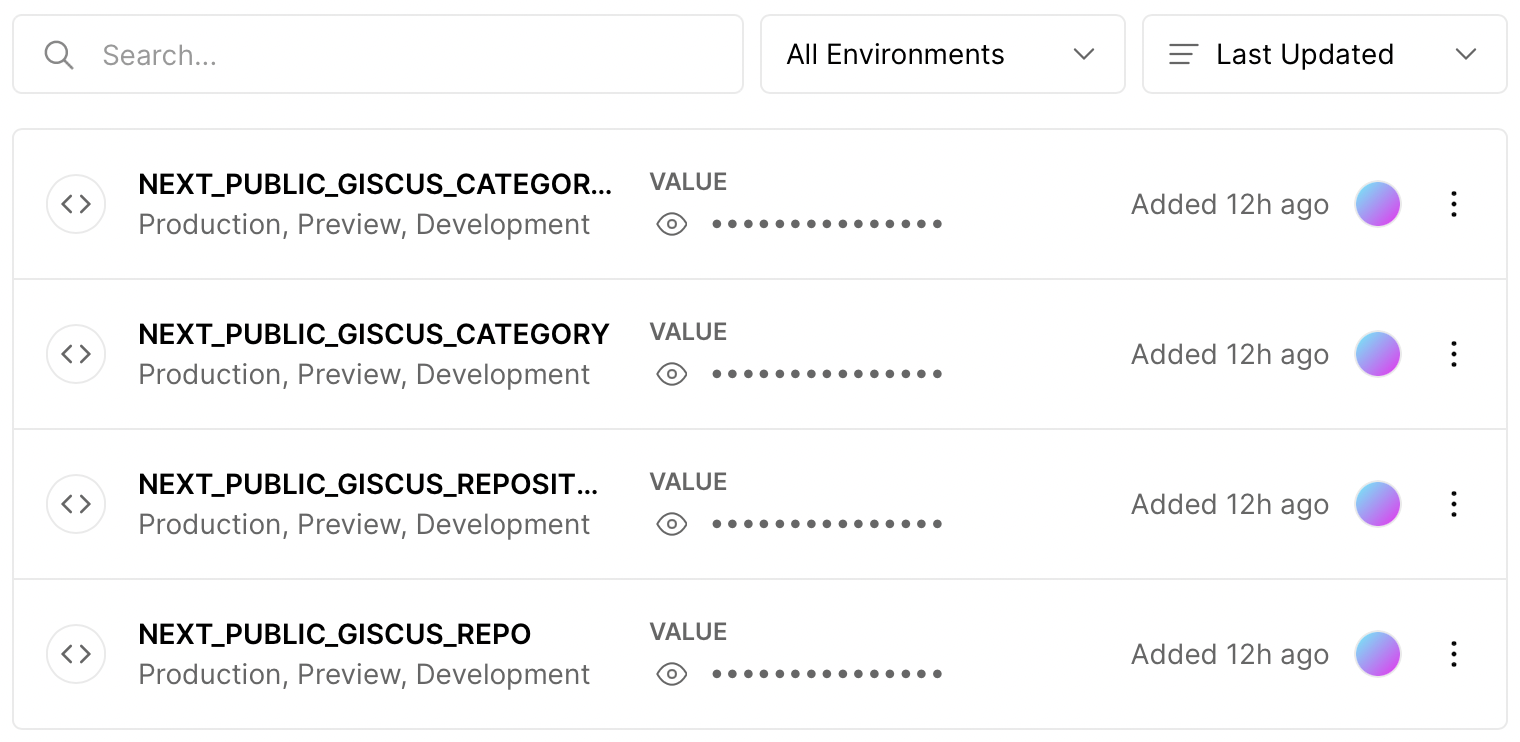 Search...
All Environments
Last Updated
NEXT_PUBLIC_GISCUS_CATEGOR...
Production, Preview, Development
VALUE
•••••••••••••••
Added 12h ago
NEXT_PUBLIC_GISCUS_CATEGORY
Production, Preview, Development
VALUE
•••••••••••••••
Added 12h ago
NEXT_PUBLIC_GISCUS_REPOSIT...
Production, Preview, Development
VALUE
•••••••••••••••
Added 12h ago
NEXT_PUBLIC_GISCUS_REPO
Production, Preview, Development
VALUE
•••••••••••••••
Added 12h ago